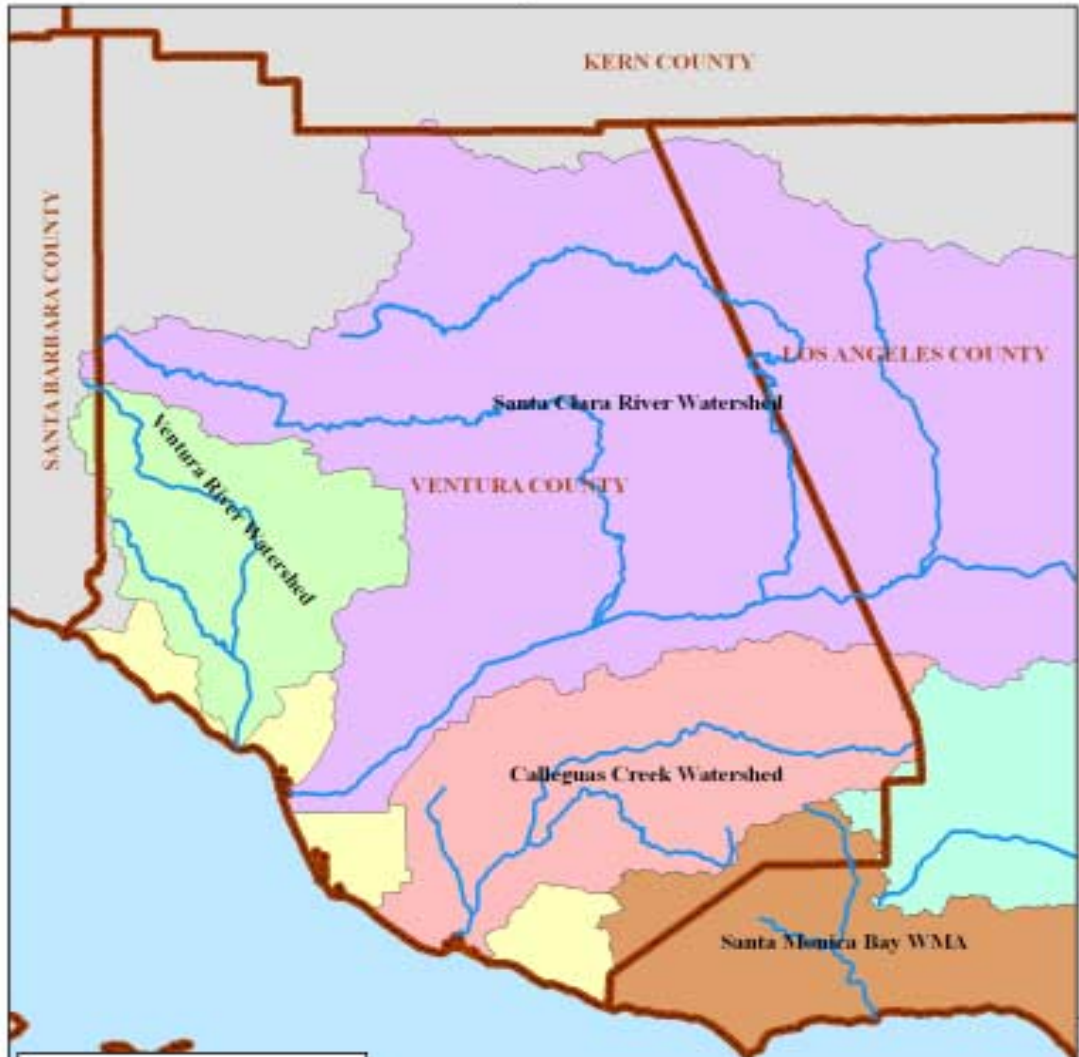 KERN COUNTY
SANTA BARBARA COUNTY
LOS ANGELES COUNTY
Santa Clara River Watershed
Ventura River Watershed
VENTURA COUNTY
Calleguas Creek Watershed
Santa Monica Bay WMA